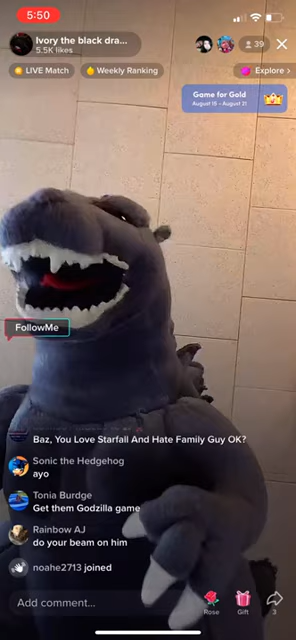 5:50
Ivory the black dra...
5.5K likes
39
LIVE Match
Weekly Ranking
Explore >
Game for Gold
August 15 - August 21
FollowMe
Baz, You Love Starfall And Hate Family Guy OK?
Sonic the Hedgehog
ayo
Tonia Burdge
Get them Godzilla game
Rainbow AJ
do your beam on him
noahe2713 joined
Add comment...
Rose
Gift
3